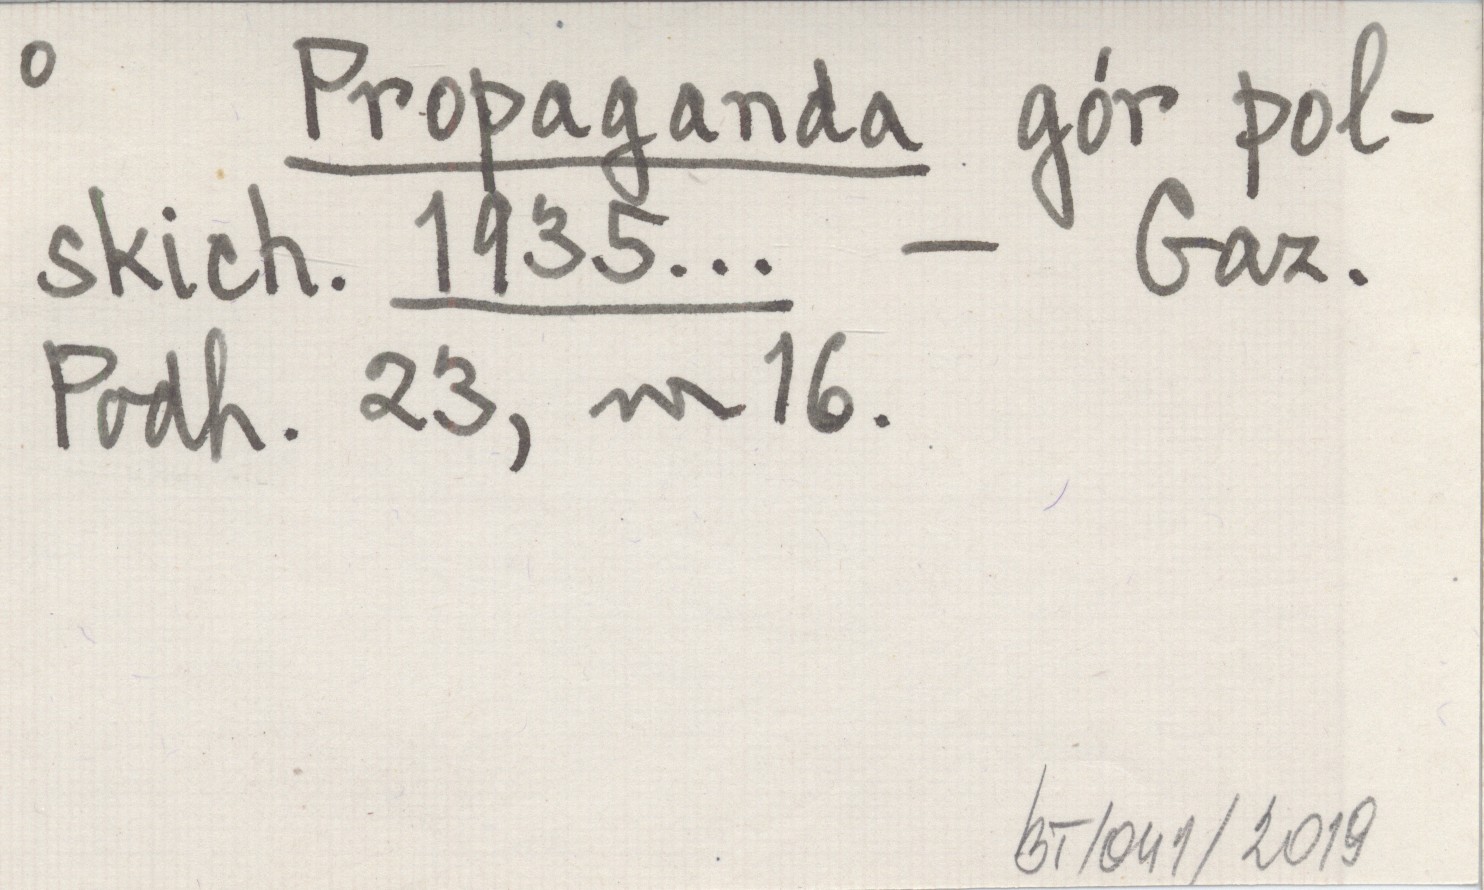 o Propaganda gór pol-
skich. 1935... — Gaz.
Podh. 23, nr 16.
BT/041/2019